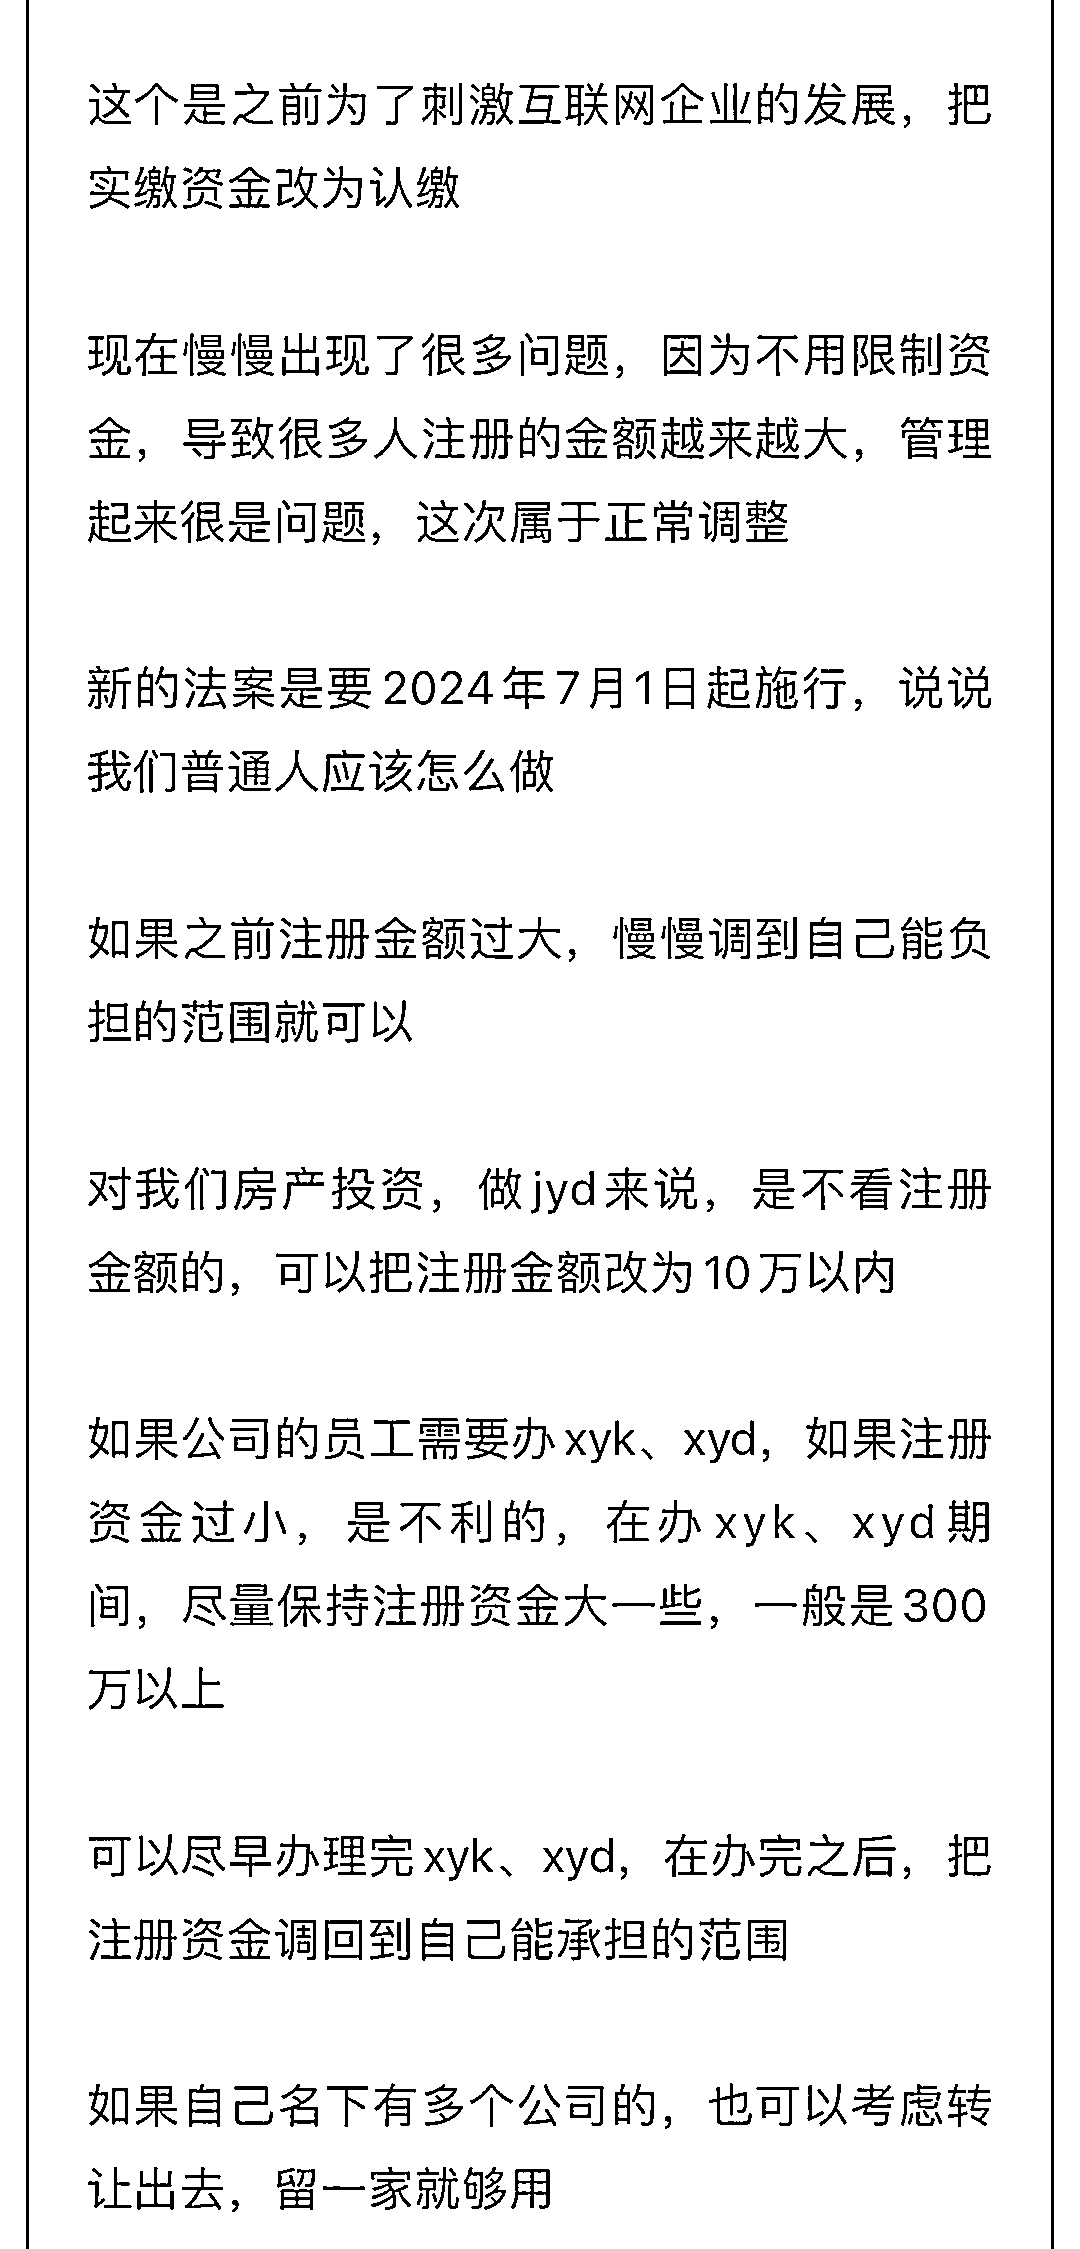 这个是之前为了刺激互联网企业的发展，把
实缴资金改为认缴
现在慢慢出现了很多问题，因为不用限制资
金，导致很多人注册的金额越来越大，管理
起来很是问题，这次属于正常调整
新的法案是要2024年7月1日起施行，说说
我们普通人应该怎么做
如果之前注册金额过大，慢慢调到自己能负
担的范围就可以
对我们房产投资，做jyd来说，是不看注册
金额的，可以把注册金额改为10万以内
如果公司的员工需要办xyk、xyd，如果注册
资金过小，是不利的，在办xyk、xyd期
间，尽量保持注册资金大一些，一般是300
万以上
可以尽早办理完xyk、xyd，在办完之后，把
注册资金调回到自己能承担的范围
如果自己名下有多个公司的，也可以考虑转
让出去，留一家就够用